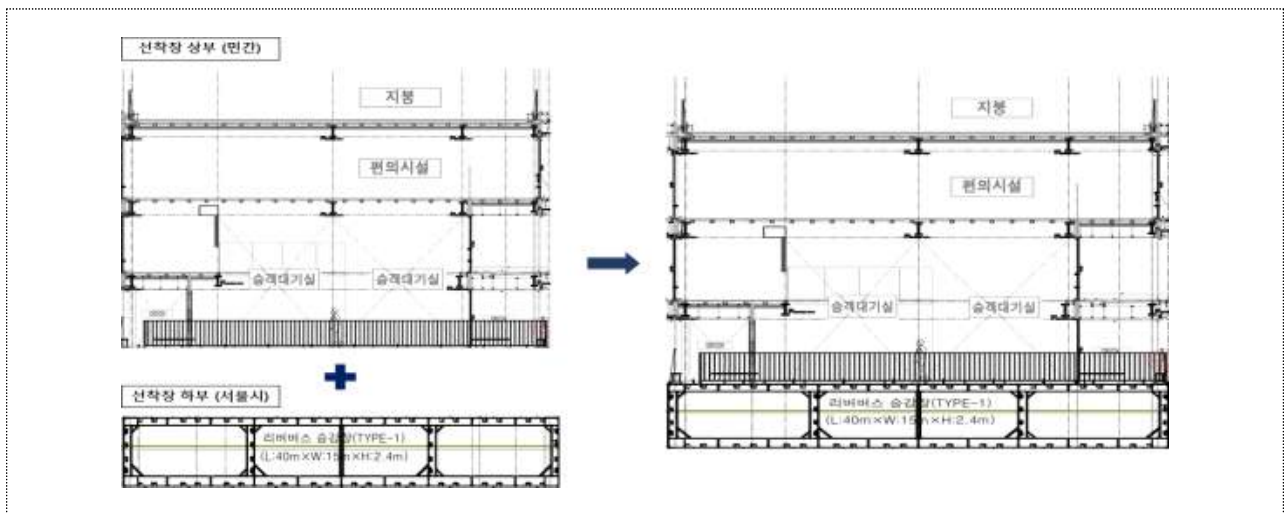 선착장 상부 (민간)
지붕
편의시설
승객대기실
승객대기실
선착장 하부 (서울시)
리버버스 승강장(TYPE-1)
(L:40m×W:15m×H:2.4m)
지붕
편의시설
승객대기실
승객대기실
리버버스 승강장(TYPE-1)
(L:40m×W:15m×H:2.4m)